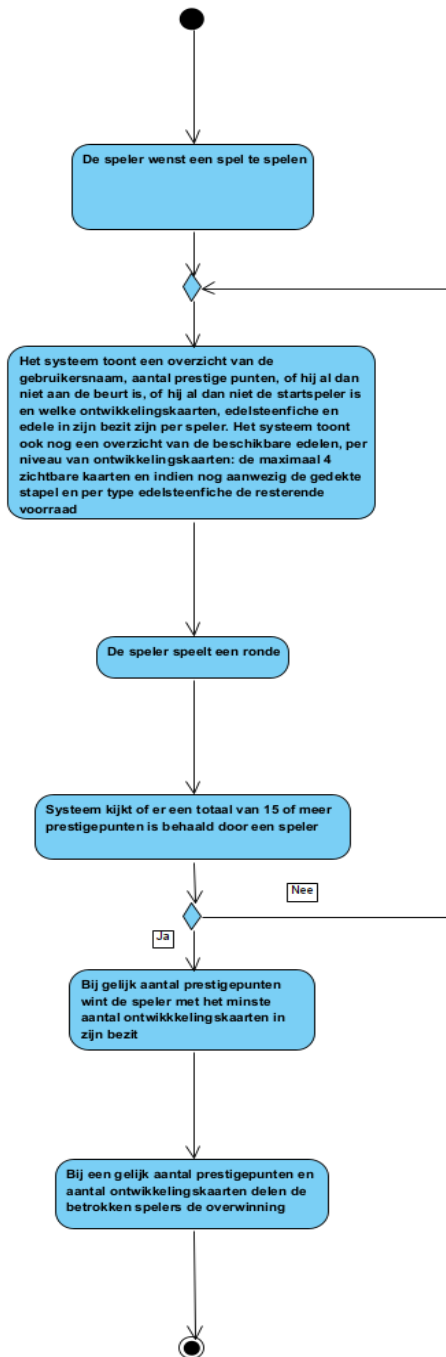 De speler wenst een spel te spelen
Het systeem toont een overzicht van de
gebruikersnaam, aantal prestige punten, of hij al dan
niet aan de beurt is, of hij al dan niet de startspeler is
en welke ontwikkelingskaarten, edelsteenfiche en
edele in zijn bezit zijn per speler. Het systeem toont
ook nog een overzicht van de beschikbare edelen, per
niveau van ontwikkelingskaarten: de maximaal 4
zichtbare kaarten en indien nog aanwezig de gedekte
stapel en per type edelsteenfiche de resterende
voorraad
De speler speelt een ronde
Systeem kijkt of er een totaal van 15 of meer
prestigepunten is behaald door een speler
Nee
Ja
Bij gelijk aantal prestigepunten
wint de speler met het minste
aantal ontwikkkelingskaarten in
zijn bezit
Bij een gelijk aantal prestigepunten en
aantal ontwikkelingskaarten delen de
betrokken spelers de overwinning